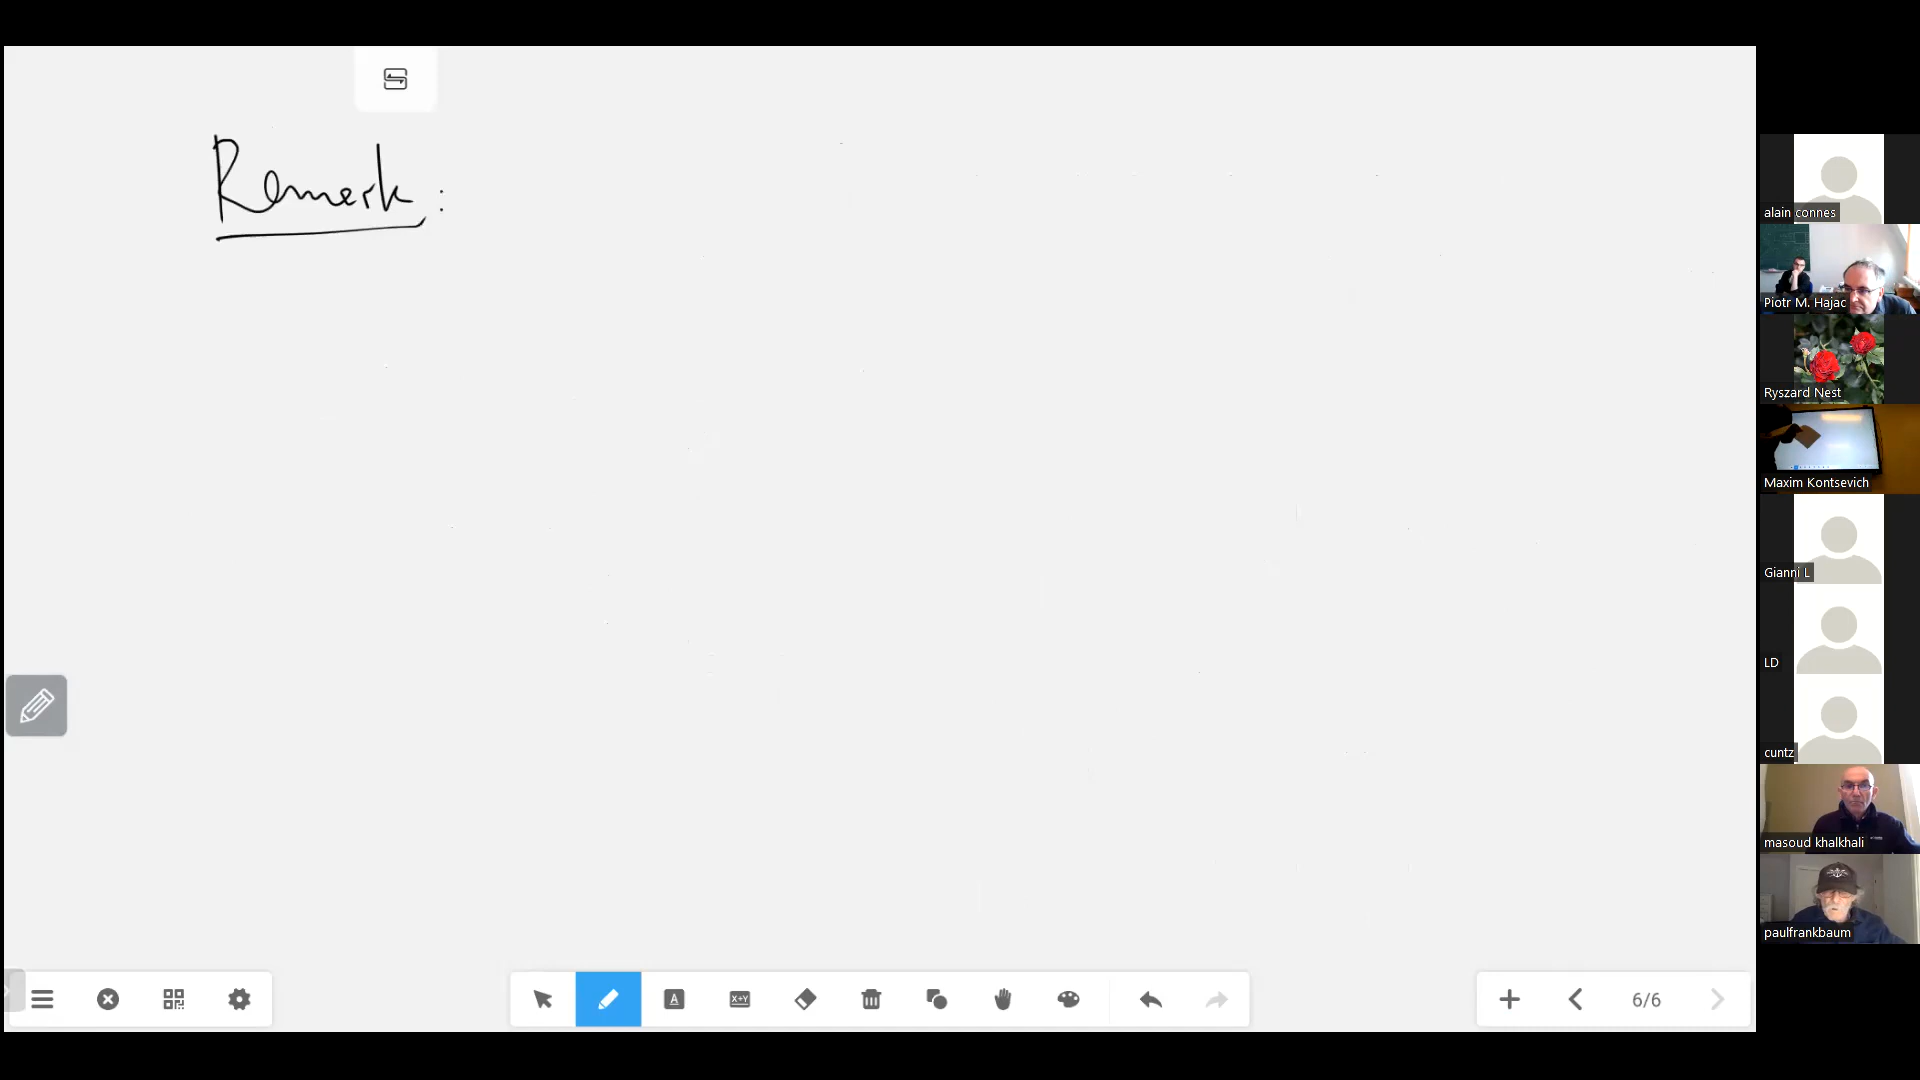 Remark:
alain connes
Piotr M. Hajac
Ryszard Nest
Maxim Kontsevich
Gianni L
LD
cuntz
masoud khalkhali
paulfrankbaum
A
X+Y
6/6